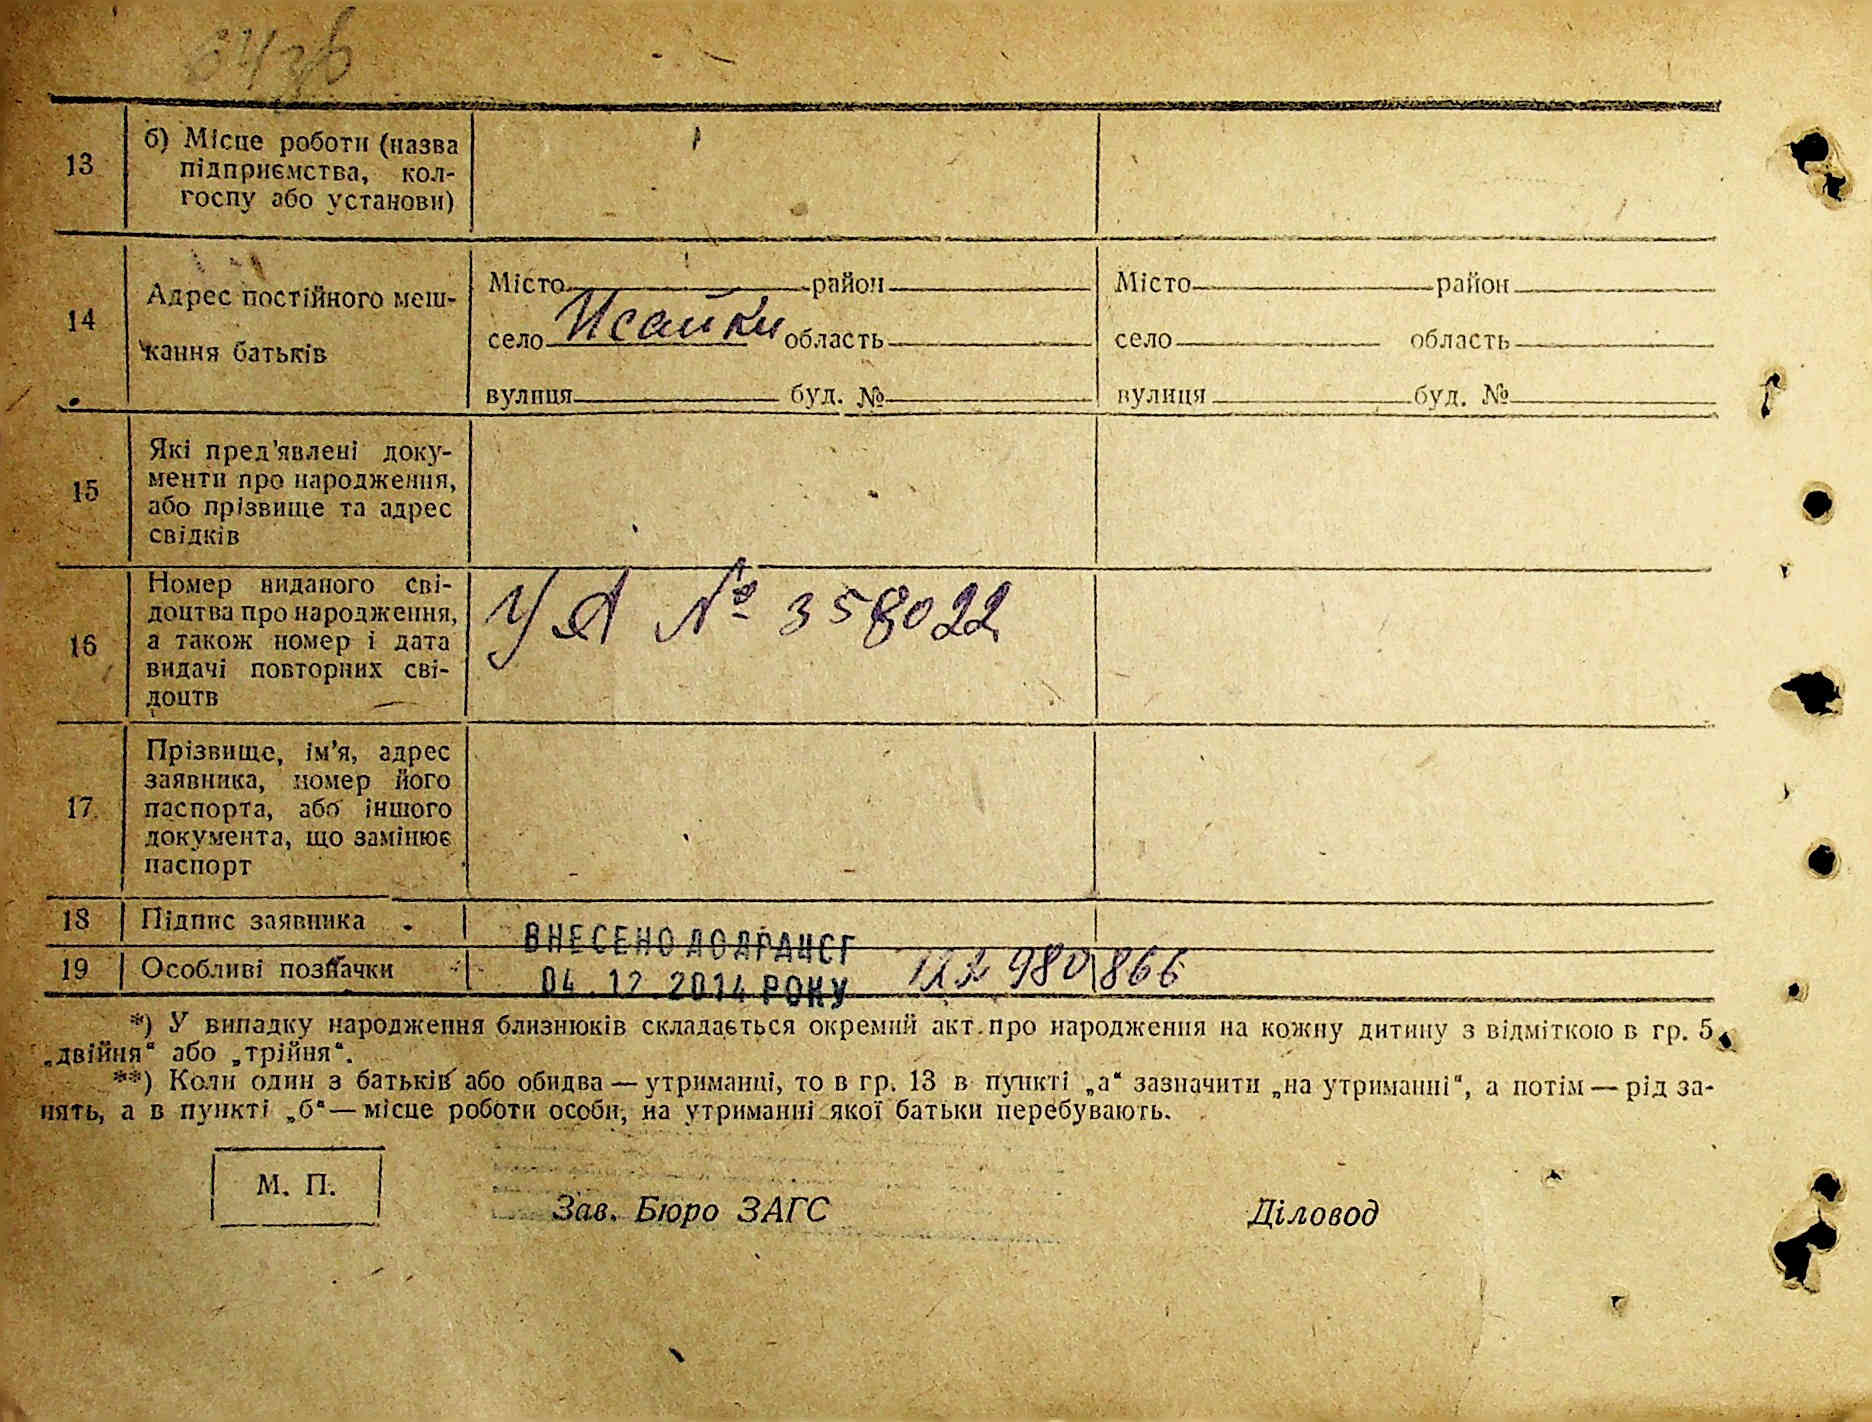 13
б) Місце роботи (назва
підприємства, кол-
госпу або установи)
14
Адрес постійного меш-
кання батьків
Місто район
село Исайки область
вулиця буд. №
Місто район
село область
вулиця буд. №
15
Які пред'явлені доку-
менти про народження,
або прізвище та адрес
свідків
16
Номер виданого сві-
доцтва про народження,
а також номер і дата
видачі повторних сві-
доцтв
УА № 358022
17
Прізвище, ім'я, адрес
заявника, номер його
паспорта, або іншого
документа, що замінює
паспорт
18 Підпис заявника
19 Особливі позначки
ВНЕСЕНО ДО ДРАЦСГ
04. 12 2014 РОКУ
980866
*) У випадку народження близнюків складається окремий акт про народження на кожну дитину з відміткою в гр. 5
„двійня“ або „трійня“.
**) Коли один з батьків або обидва — утриманці, то в гр. 13 в пункті „а“ зазначити „на утриманні“, а потім — рід за-
нять, а в пункті „б“ — місце роботи особи, на утриманні якої батьки перебувають.
М. П.
Зав. Бюро ЗАГС
Діловод